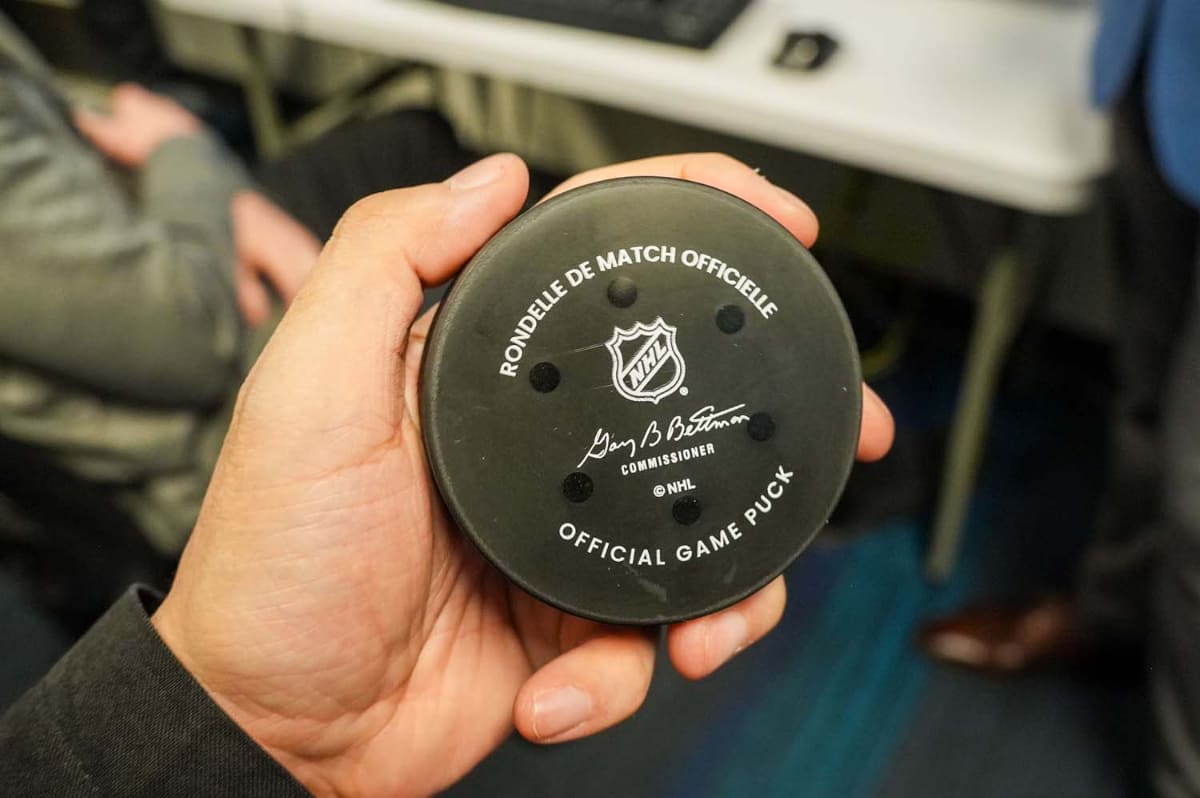 RONDELLE DE MATCH OFFICIELLE
NHL
®
Gary B Bettman
COMMISSIONER
© NHL
OFFICIAL GAME PUCK